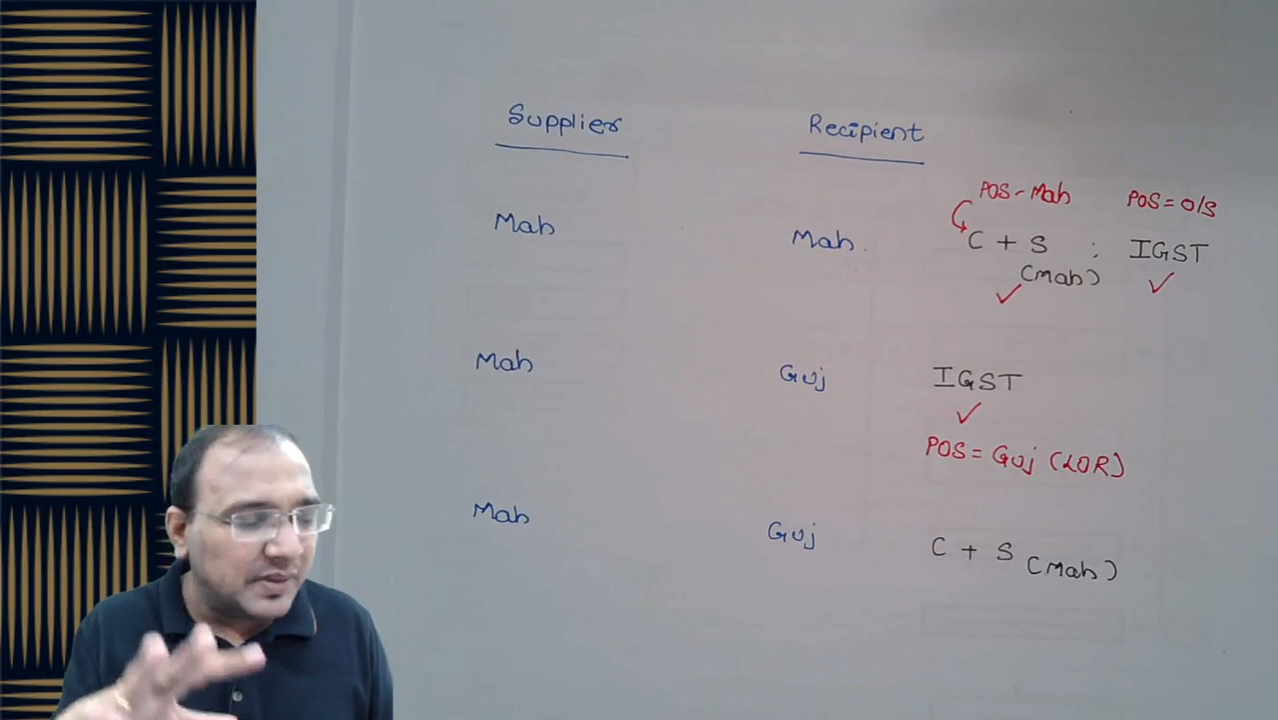 Supplier Recipient
POS - Mah POS = O/S
Mah Mah. C + S : IGST
(Mah)
Mah Guj IGST
POS = Guj (LOR)
Mah Guj C + S (Mah)